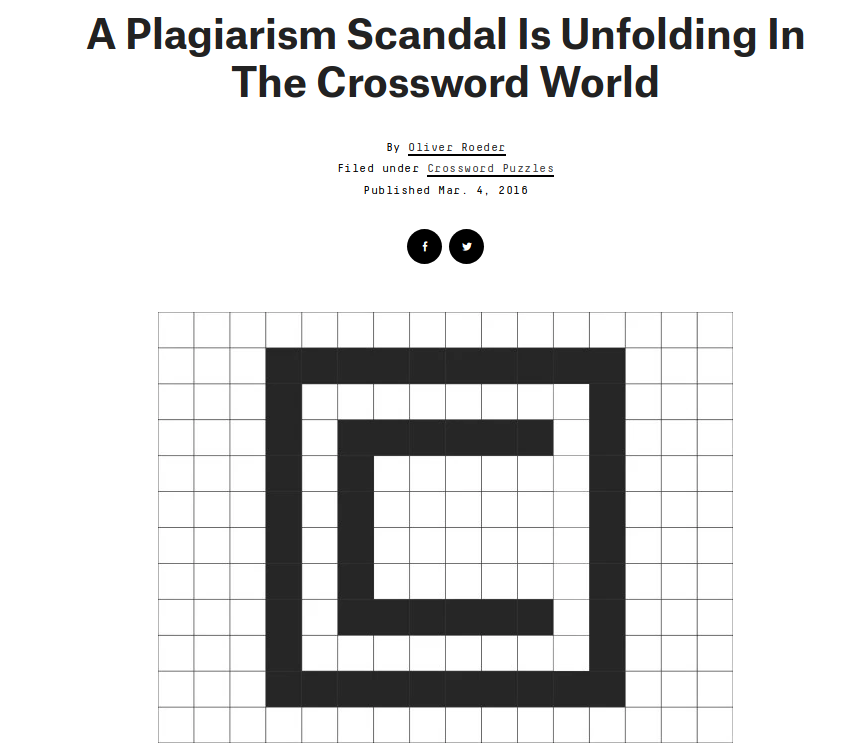 A Plagiarism Scandal Is Unfolding In
The Crossword World
By Oliver Roeder
Filed under Crossword Puzzles
Published Mar. 4, 2016